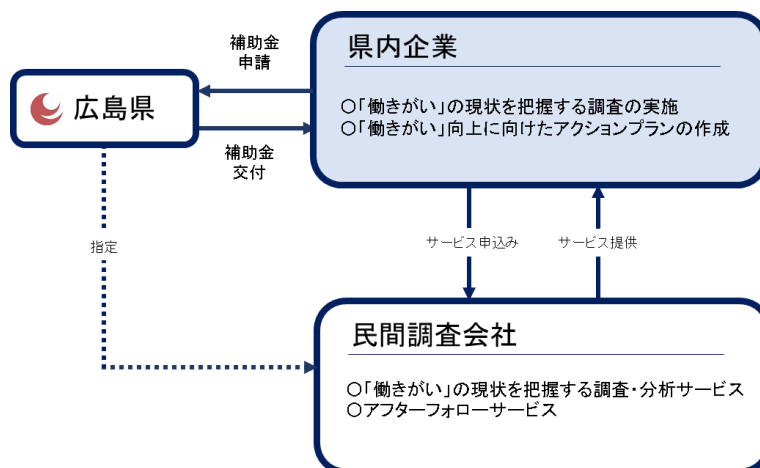 補助金
申請
広島県
補助金
交付
県内企業
○「働きがい」の現状を把握する調査の実施
○「働きがい」向上に向けたアクションプランの作成
指定
サービス申込み
サービス提供
民間調査会社
○「働きがい」の現状を把握する調査・分析サービス
○アフターフォローサービス